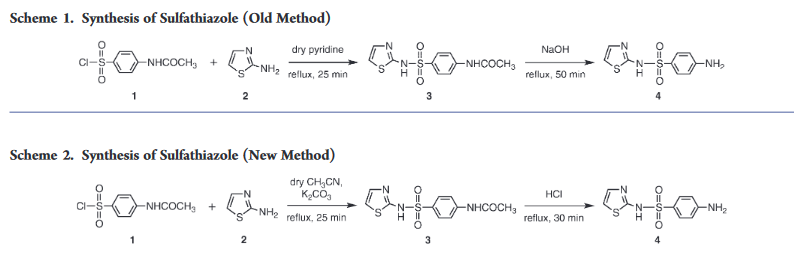 Scheme 1. Synthesis of Sulfathiazole (Old Method)
Cl-S-NHCOCH₃ + N S NH₂ dry pyridine reflux, 25 min N S N H O S O NHCOCH₃ NaOH reflux, 50 min N S N H O S O NH₂
1 2 3 4
Scheme 2. Synthesis of Sulfathiazole (New Method)
Cl-S-NHCOCH₃ + N S NH₂ dry CH₃CN, K₂CO₃ reflux, 25 min N S N H O S O NHCOCH₃ HCl reflux, 30 min N S N H O S O NH₂
1 2 3 4